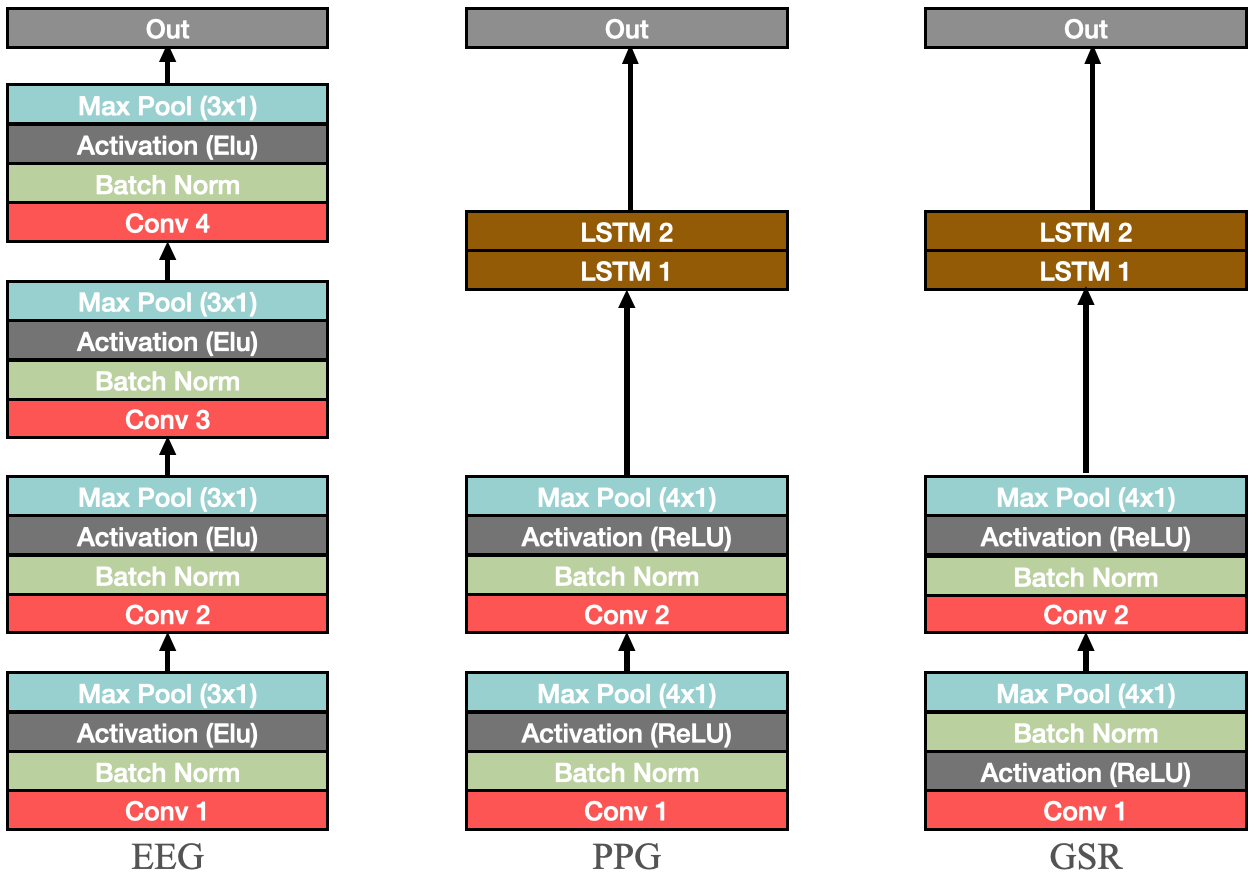 Out
Max Pool (3x1)
Activation (Elu)
Batch Norm
Conv 4
Max Pool (3x1)
Activation (Elu)
Batch Norm
Conv 3
Max Pool (3x1)
Activation (Elu)
Batch Norm
Conv 2
Max Pool (3x1)
Activation (Elu)
Batch Norm
Conv 1
EEG
Out
LSTM 2
LSTM 1
Max Pool (4x1)
Activation (ReLU)
Batch Norm
Conv 2
Max Pool (4x1)
Activation (ReLU)
Batch Norm
Conv 1
PPG
Out
LSTM 2
LSTM 1
Max Pool (4x1)
Activation (ReLU)
Batch Norm
Conv 2
Max Pool (4x1)
Batch Norm
Activation (ReLU)
Conv 1
GSR